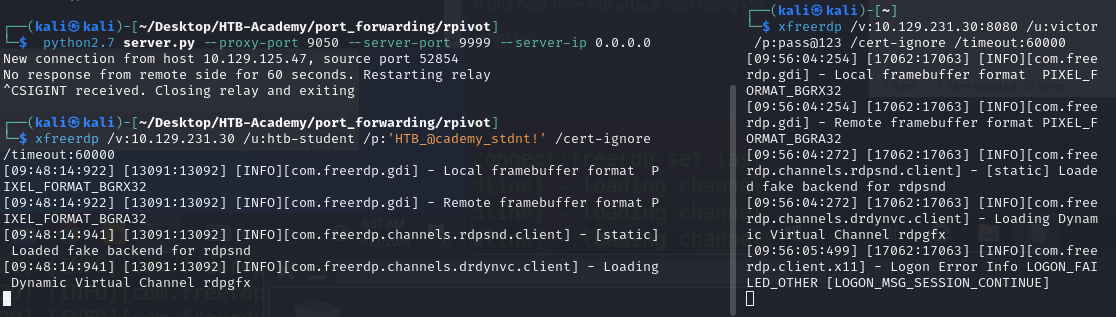 ┌──(kali㉿kali)-[~/Desktop/HTB-Academy/port_forwarding/rpivot]
└─$ python2.7 server.py --proxy-port 9050 --server-port 9999 --server-ip 0.0.0.0
New connection from host 10.129.125.47, source port 52854
No response from remote side for 60 seconds. Restarting relay
^CSIGINT received. Closing relay and exiting
┌──(kali㉿kali)-[~/Desktop/HTB-Academy/port_forwarding/rpivot]
└─$ xfreerdp /v:10.129.231.30 /u:htb-student /p:'HTB_@cademy_stdnt!' /cert-ignore
/timeout:60000
[09:48:14:922] [13091:13092] [INFO][com.freerdp.gdi] - Local framebuffer format  P
IXEL_FORMAT_BGRX32
[09:48:14:922] [13091:13092] [INFO][com.freerdp.gdi] - Remote framebuffer format P
IXEL_FORMAT_BGRA32
[09:48:14:941] [13091:13092] [INFO][com.freerdp.channels.rdpsnd.client] - [static]
 Loaded fake backend for rdpsnd
[09:48:14:941] [13091:13092] [INFO][com.freerdp.channels.drdynvc.client] - Loading
 Dynamic Virtual Channel rdpgfx
┌──(kali㉿kali)-[~]
└─$ xfreerdp /v:10.129.231.30:8080 /u:victor
/p:pass@123 /cert-ignore /timeout:60000
[09:56:04:254] [17062:17063] [INFO][com.free
rdp.gdi] - Local framebuffer format  PIXEL_F
ORMAT_BGRX32
[09:56:04:254] [17062:17063] [INFO][com.free
rdp.gdi] - Remote framebuffer format PIXEL_F
ORMAT_BGRA32
[09:56:04:272] [17062:17063] [INFO][com.free
rdp.channels.rdpsnd.client] - [static] Loade
d fake backend for rdpsnd
[09:56:04:272] [17062:17063] [INFO][com.free
rdp.channels.drdynvc.client] - Loading Dynam
ic Virtual Channel rdpgfx
[09:56:05:499] [17062:17063] [INFO][com.free
rdp.client.x11] - Logon Error Info LOGON_FAI
LED_OTHER [LOGON_MSG_SESSION_CONTINUE]